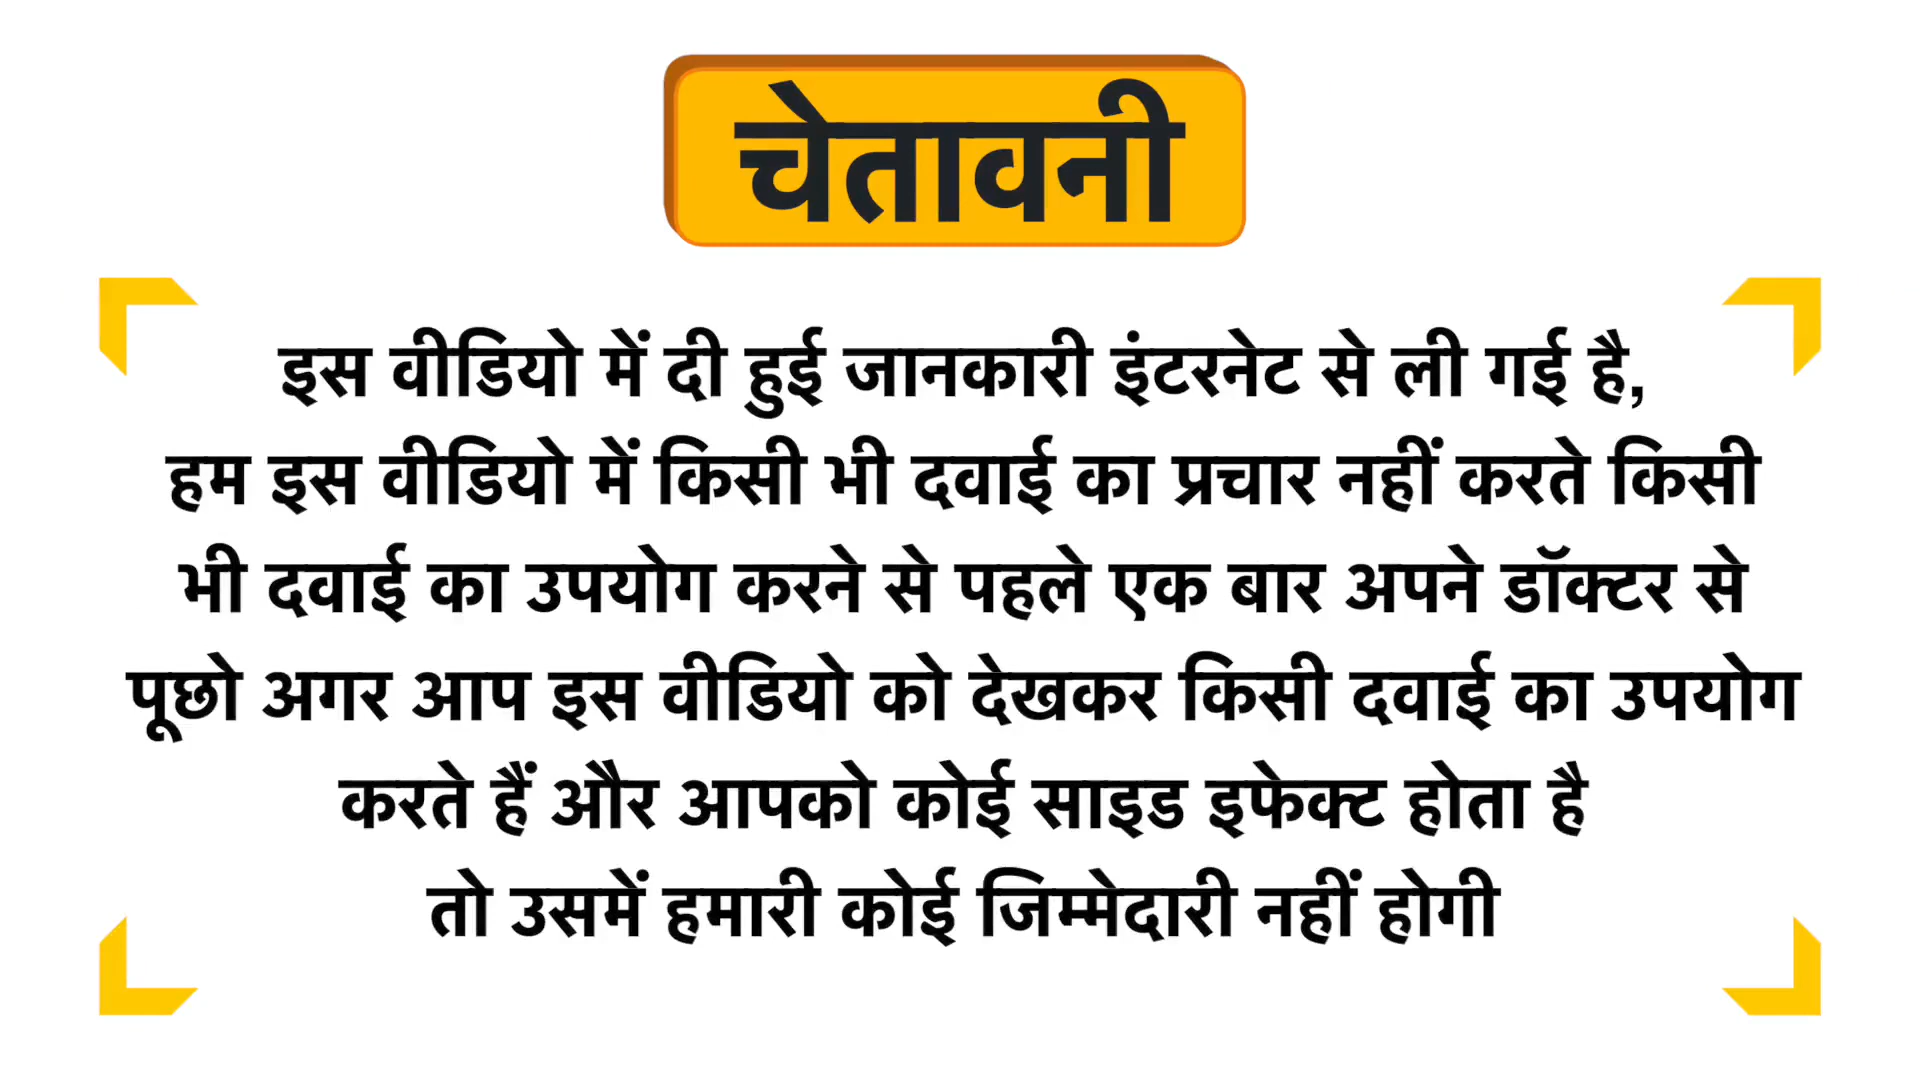 चेतावनी
इस वीडियो में दी हुई जानकारी इंटरनेट से ली गई है,
हम इस वीडियो में किसी भी दवाई का प्रचार नहीं करते किसी
भी दवाई का उपयोग करने से पहले एक बार अपने डॉक्टर से
पूछो अगर आप इस वीडियो को देखकर किसी दवाई का उपयोग
करते हैं और आपको कोई साइड इफेक्ट होता है
तो उसमें हमारी कोई जिम्मेदारी नहीं होगी